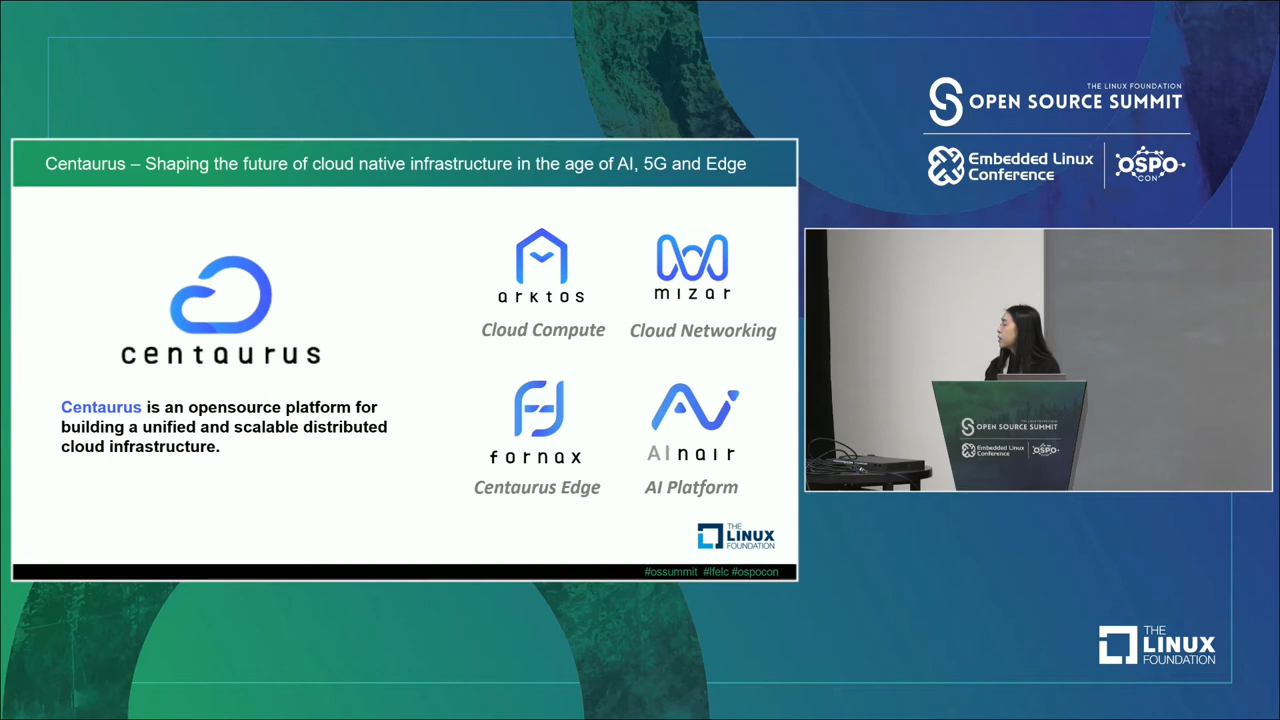 Centaurus – Shaping the future of cloud native infrastructure in the age of AI, 5G and Edge
centaurus
Centaurus is an opensource platform for
building a unified and scalable distributed
cloud infrastructure.
arktos
Cloud Compute
mizar
Cloud Networking
fornax
Centaurus Edge
AInair
AI Platform
THE
LINUX
FOUNDATION
#ossummit #lfelc #ospocon
THE LINUX FOUNDATION
OPEN SOURCE SUMMIT
Embedded Linux
Conference
OSPO
CON
OPEN SOURCE SUMMIT
Embedded Linux
Conference
OSPO
CON
THE
LINUX
FOUNDATION